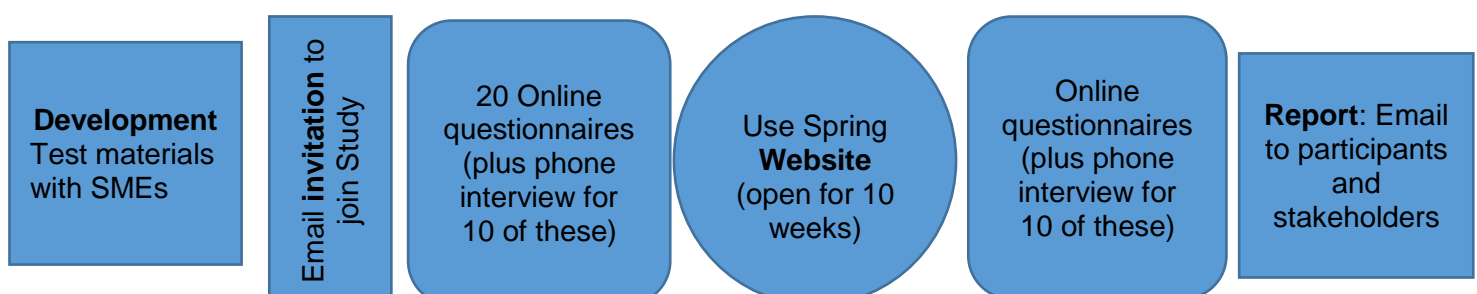 Development
Test materials
with SMEs
Email invitation to
join Study
20 Online
questionnaires
(plus phone
interview for
10 of these)
Use Spring
Website
(open for 10
weeks)
Online
questionnaires
(plus phone
interview for
10 of these)
Report: Email
to participants
and
stakeholders